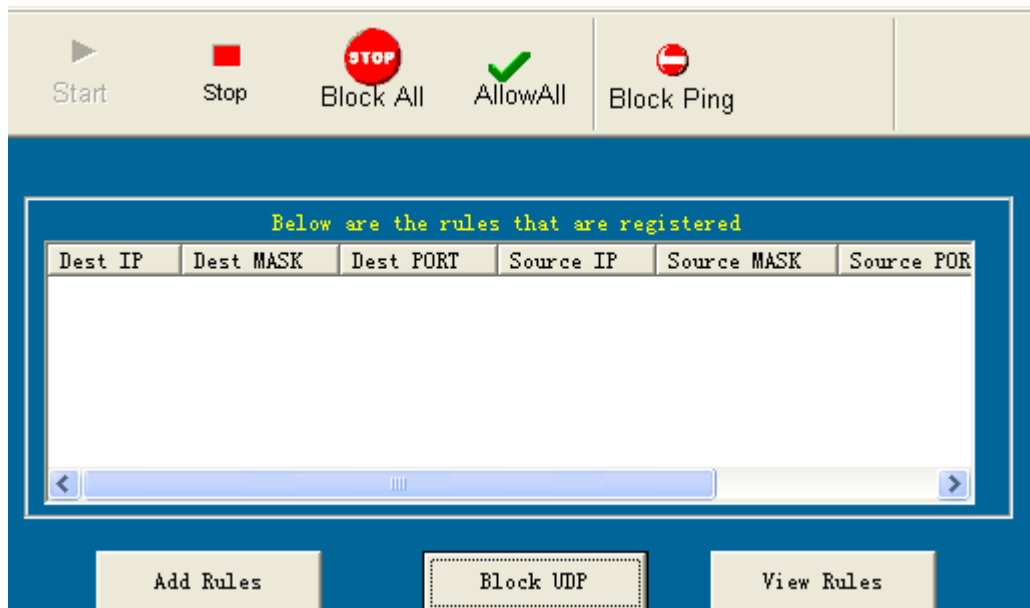 STOP
Start Stop Block All AllowAll Block Ping
Below are the rules that are registered
Dest IP Dest MASK Dest PORT Source IP Source MASK Source POR
Add Rules Block UDP View Rules